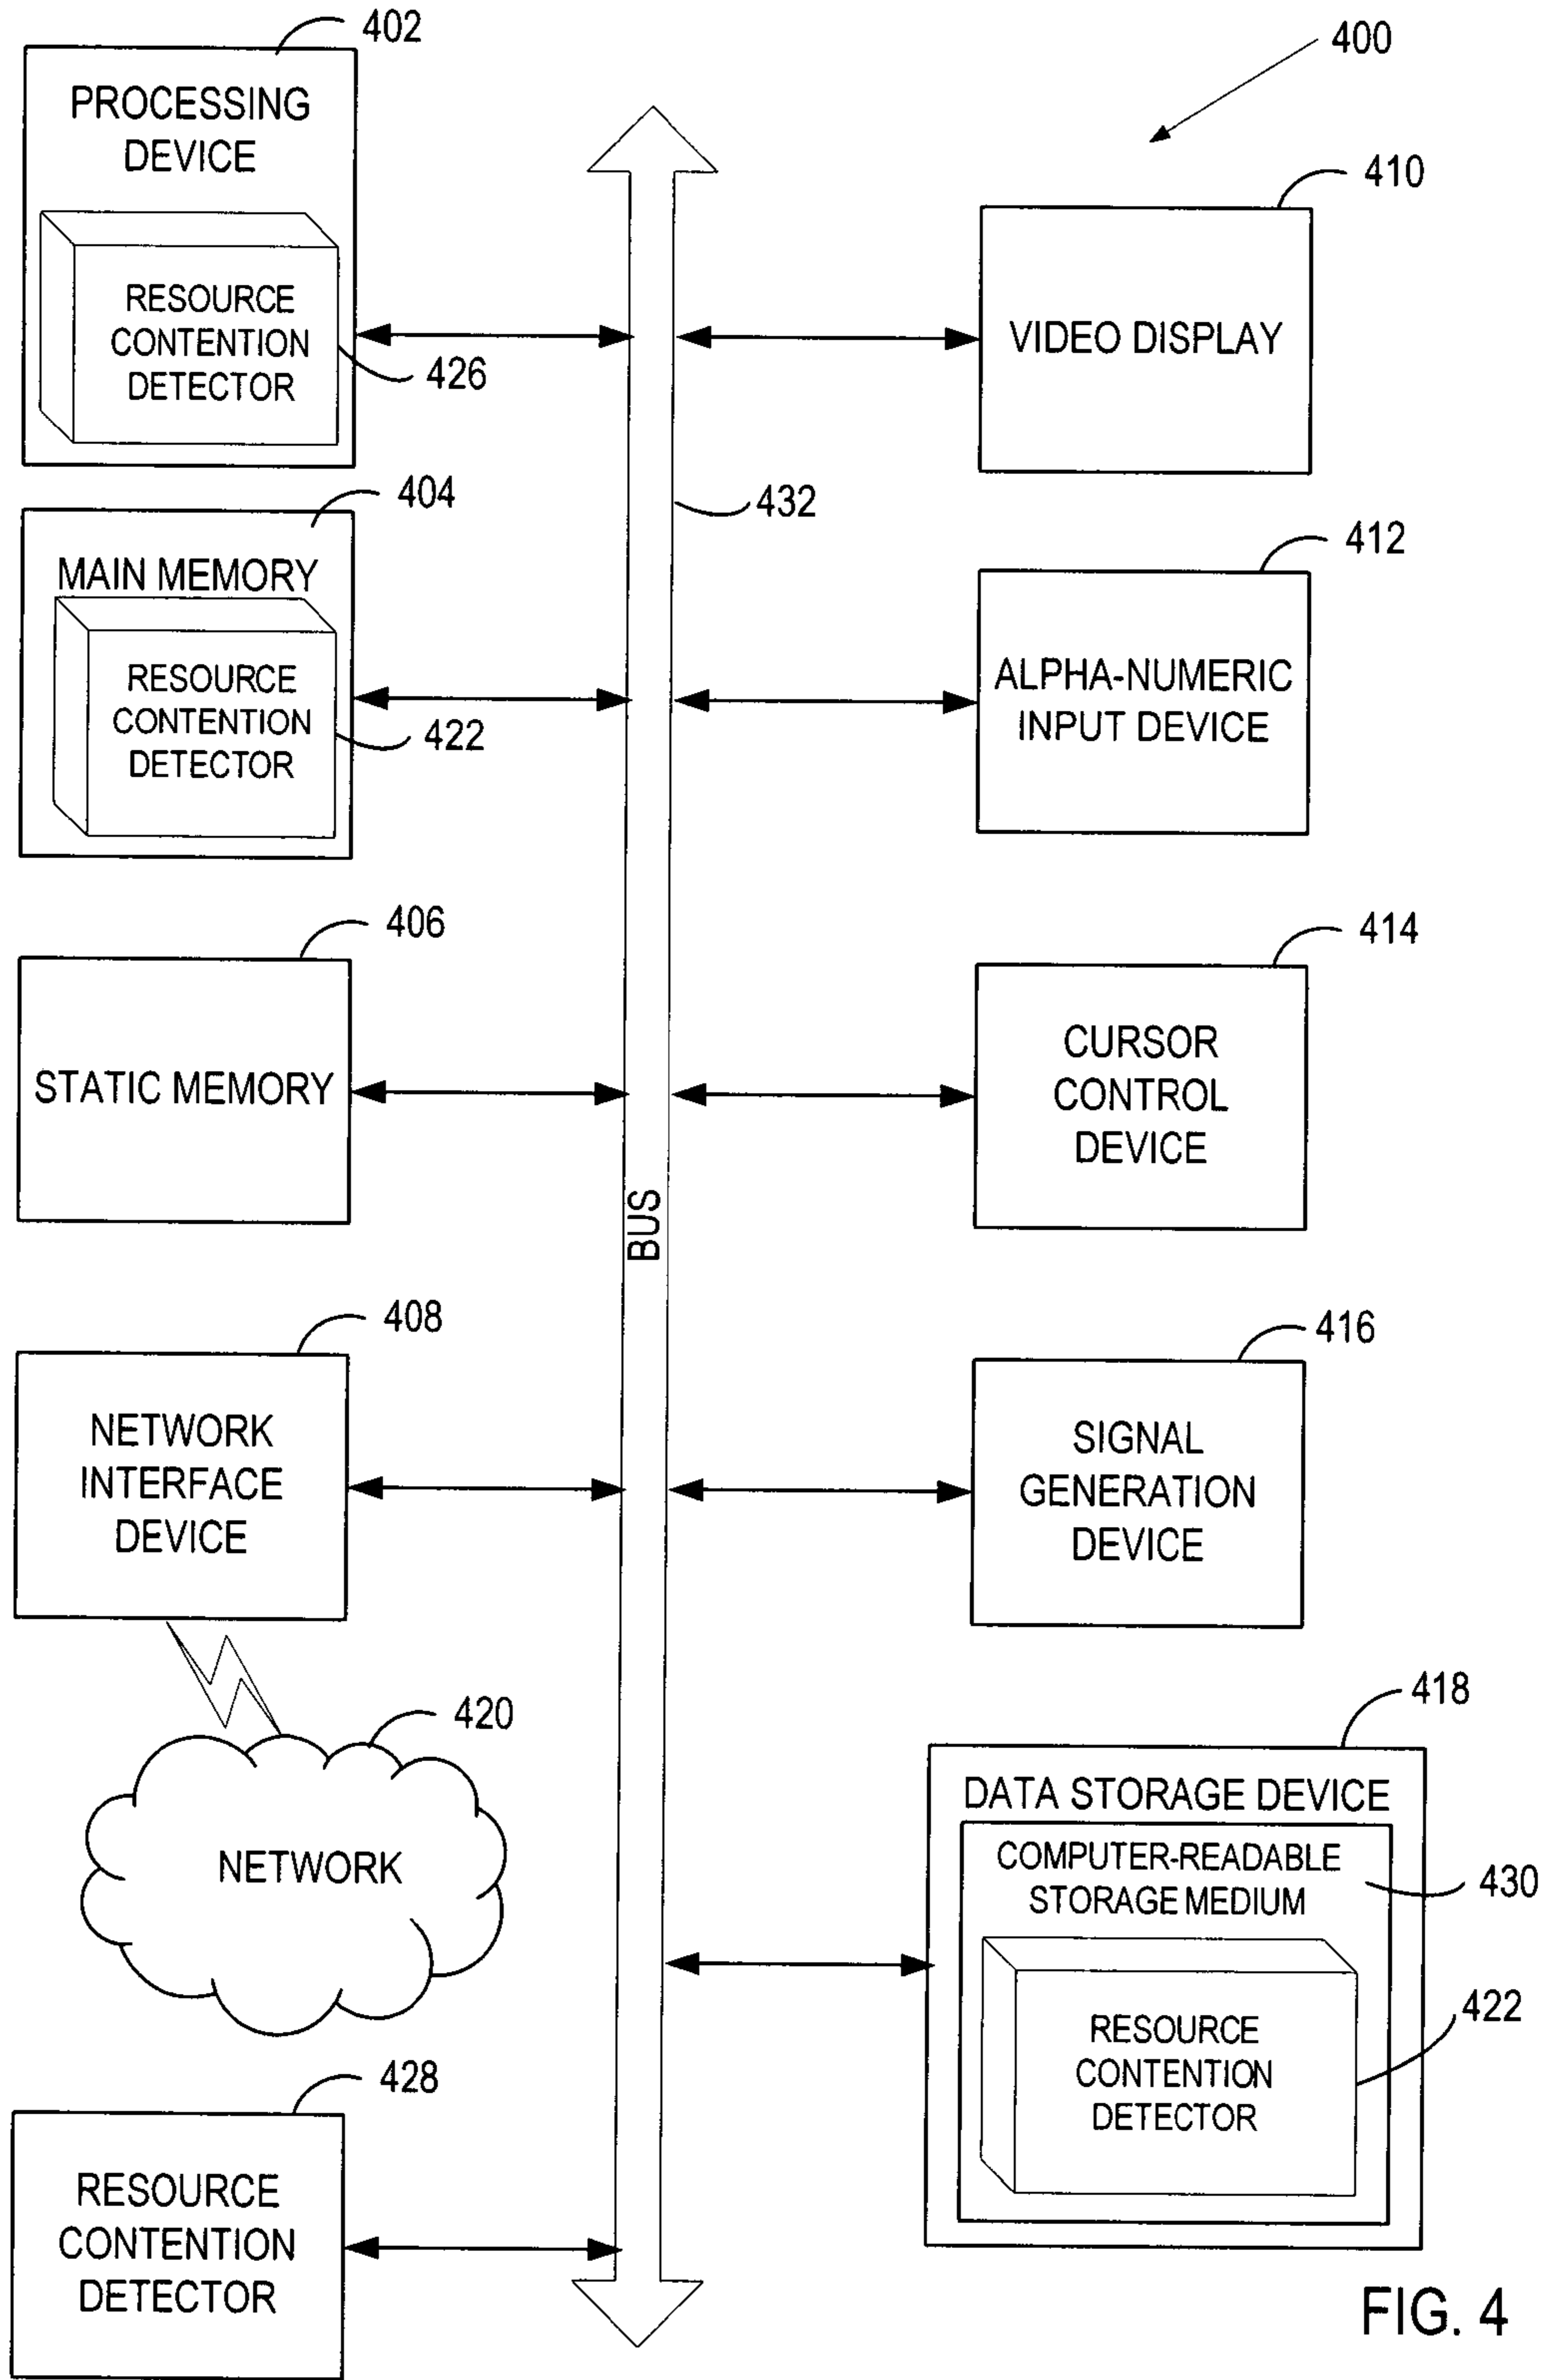 402
PROCESSING
DEVICE
RESOURCE
CONTENTION
DETECTOR
426
404
MAIN MEMORY
RESOURCE
CONTENTION
DETECTOR
422
406
STATIC MEMORY
408
NETWORK
INTERFACE
DEVICE
420
NETWORK
428
RESOURCE
CONTENTION
DETECTOR
432
BUS
400
410
VIDEO DISPLAY
412
ALPHA-NUMERIC
INPUT DEVICE
414
CURSOR
CONTROL
DEVICE
416
SIGNAL
GENERATION
DEVICE
418
DATA STORAGE DEVICE
COMPUTER-READABLE
STORAGE MEDIUM
430
RESOURCE
CONTENTION
DETECTOR
422
FIG. 4